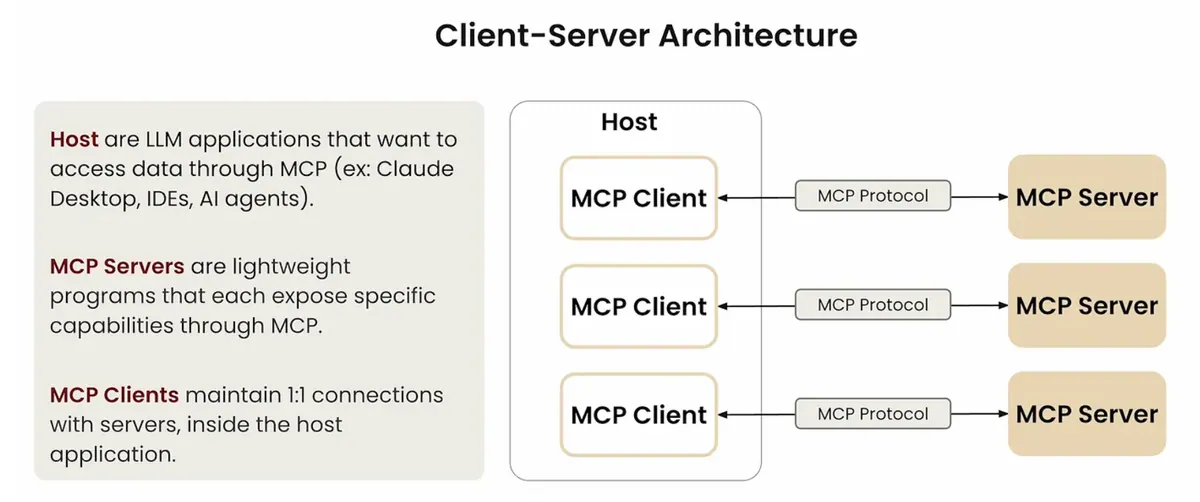 Client-Server Architecture
Host are LLM applications that want to
access data through MCP (ex: Claude
Desktop, IDEs, AI agents).
MCP Servers are lightweight
programs that each expose specific
capabilities through MCP.
MCP Clients maintain 1:1 connections
with servers, inside the host
application.
Host
MCP Client
MCP Protocol
MCP Server
MCP Client
MCP Protocol
MCP Server
MCP Client
MCP Protocol
MCP Server